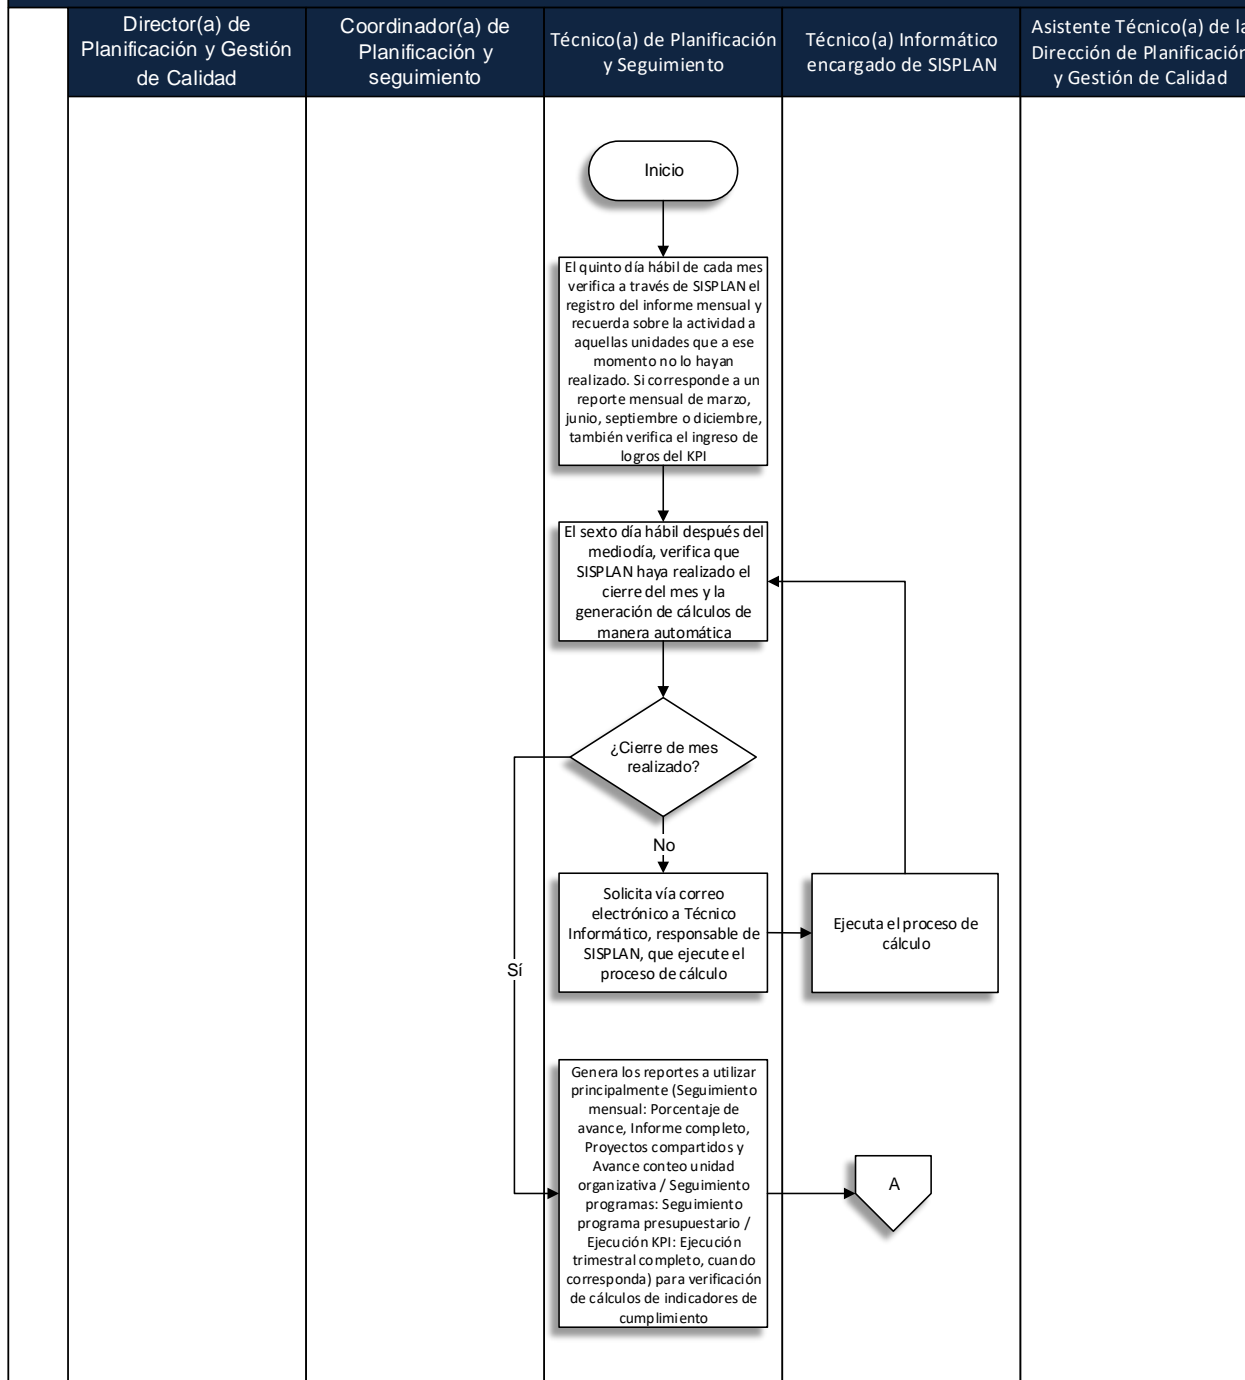 Director(a) de
Planificación y Gestión
de Calidad
Coordinador(a) de
Planificación y
seguimiento
Técnico(a) de Planificación
y Seguimiento
Técnico(a) Informático
encargado de SISPLAN
Asistente Técnico(a) de la
Dirección de Planificación
y Gestión de Calidad
Inicio
El quinto día hábil de cada mes
verifica a través de SISPLAN el
registro del informe mensual y
recuerda sobre la actividad a
aquellas unidades que a ese
momento no lo hayan
realizado. Si corresponde a un
reporte mensual de marzo,
junio, septiembre o diciembre,
también verifica el ingreso de
logros del KPI
El sexto día hábil después del
mediodía, verifica que
SISPLAN haya realizado el
cierre del mes y la
generación de cálculos de
manera automática
¿Cierre de mes
realizado?
No
Solicita vía correo
electrónico a Técnico
Informático, responsable de
SISPLAN, que ejecute el
proceso de cálculo
Ejecuta el proceso de
cálculo
Sí
Genera los reportes a utilizar
principalmente (Seguimiento
mensual: Porcentaje de
avance, Informe completo,
Proyectos compartidos y
Avance conteo unidad
organizativa / Seguimiento
programas: Seguimiento
programa presupuestario /
Ejecución KPI: Ejecución
trimestral completo, cuando
corresponda) para verificación
de cálculos de indicadores de
cumplimiento
A